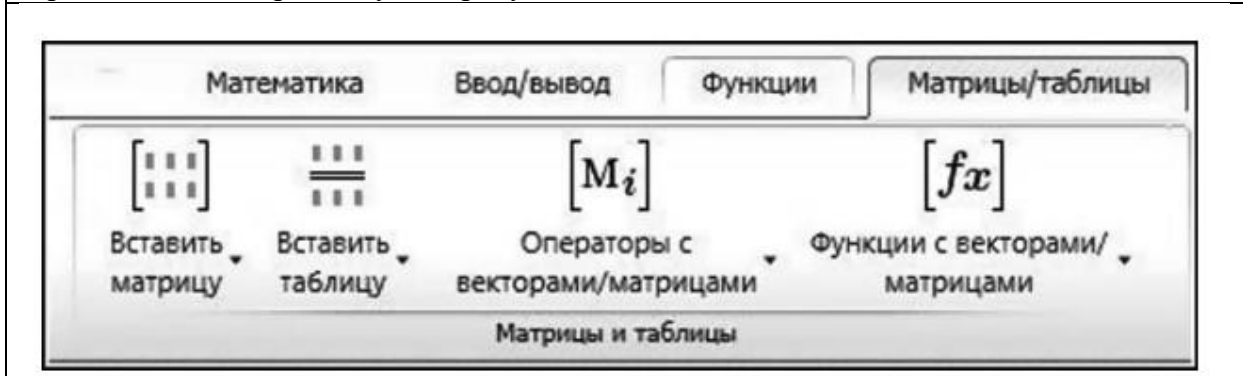 Математика Ввод/вывод Функции Матрицы/таблицы
[M_i] [fx]
Вставить матрицу
Вставить таблицу
Операторы с векторами/матрицами
Функции с векторами/ матрицами
Матрицы и таблицы